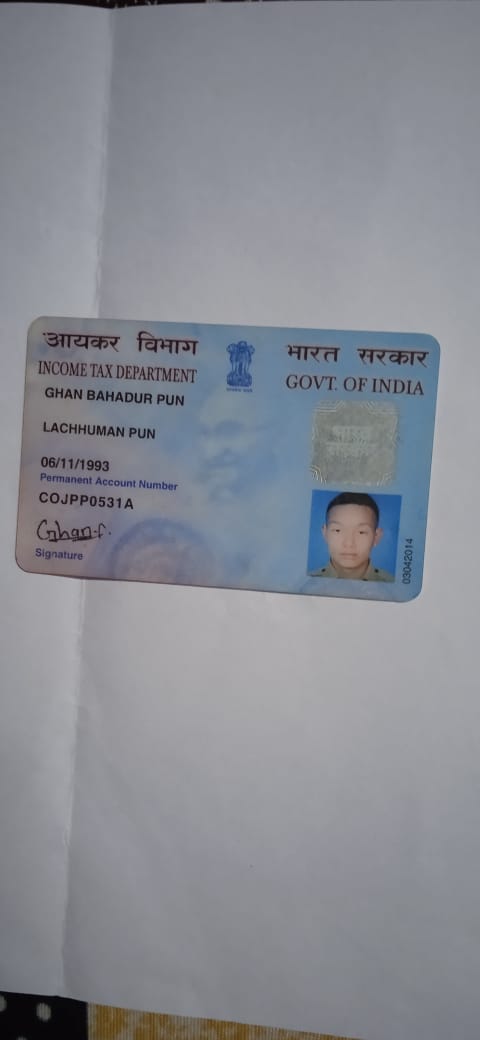 आयकर विभाग
INCOME TAX DEPARTMENT
भारत सरकार
GOVT. OF INDIA
GHAN BAHADUR PUN
LACHHUMAN PUN
06/11/1993
Permanent Account Number
COJPP0531A
Ghan.P.
Signature
03042014